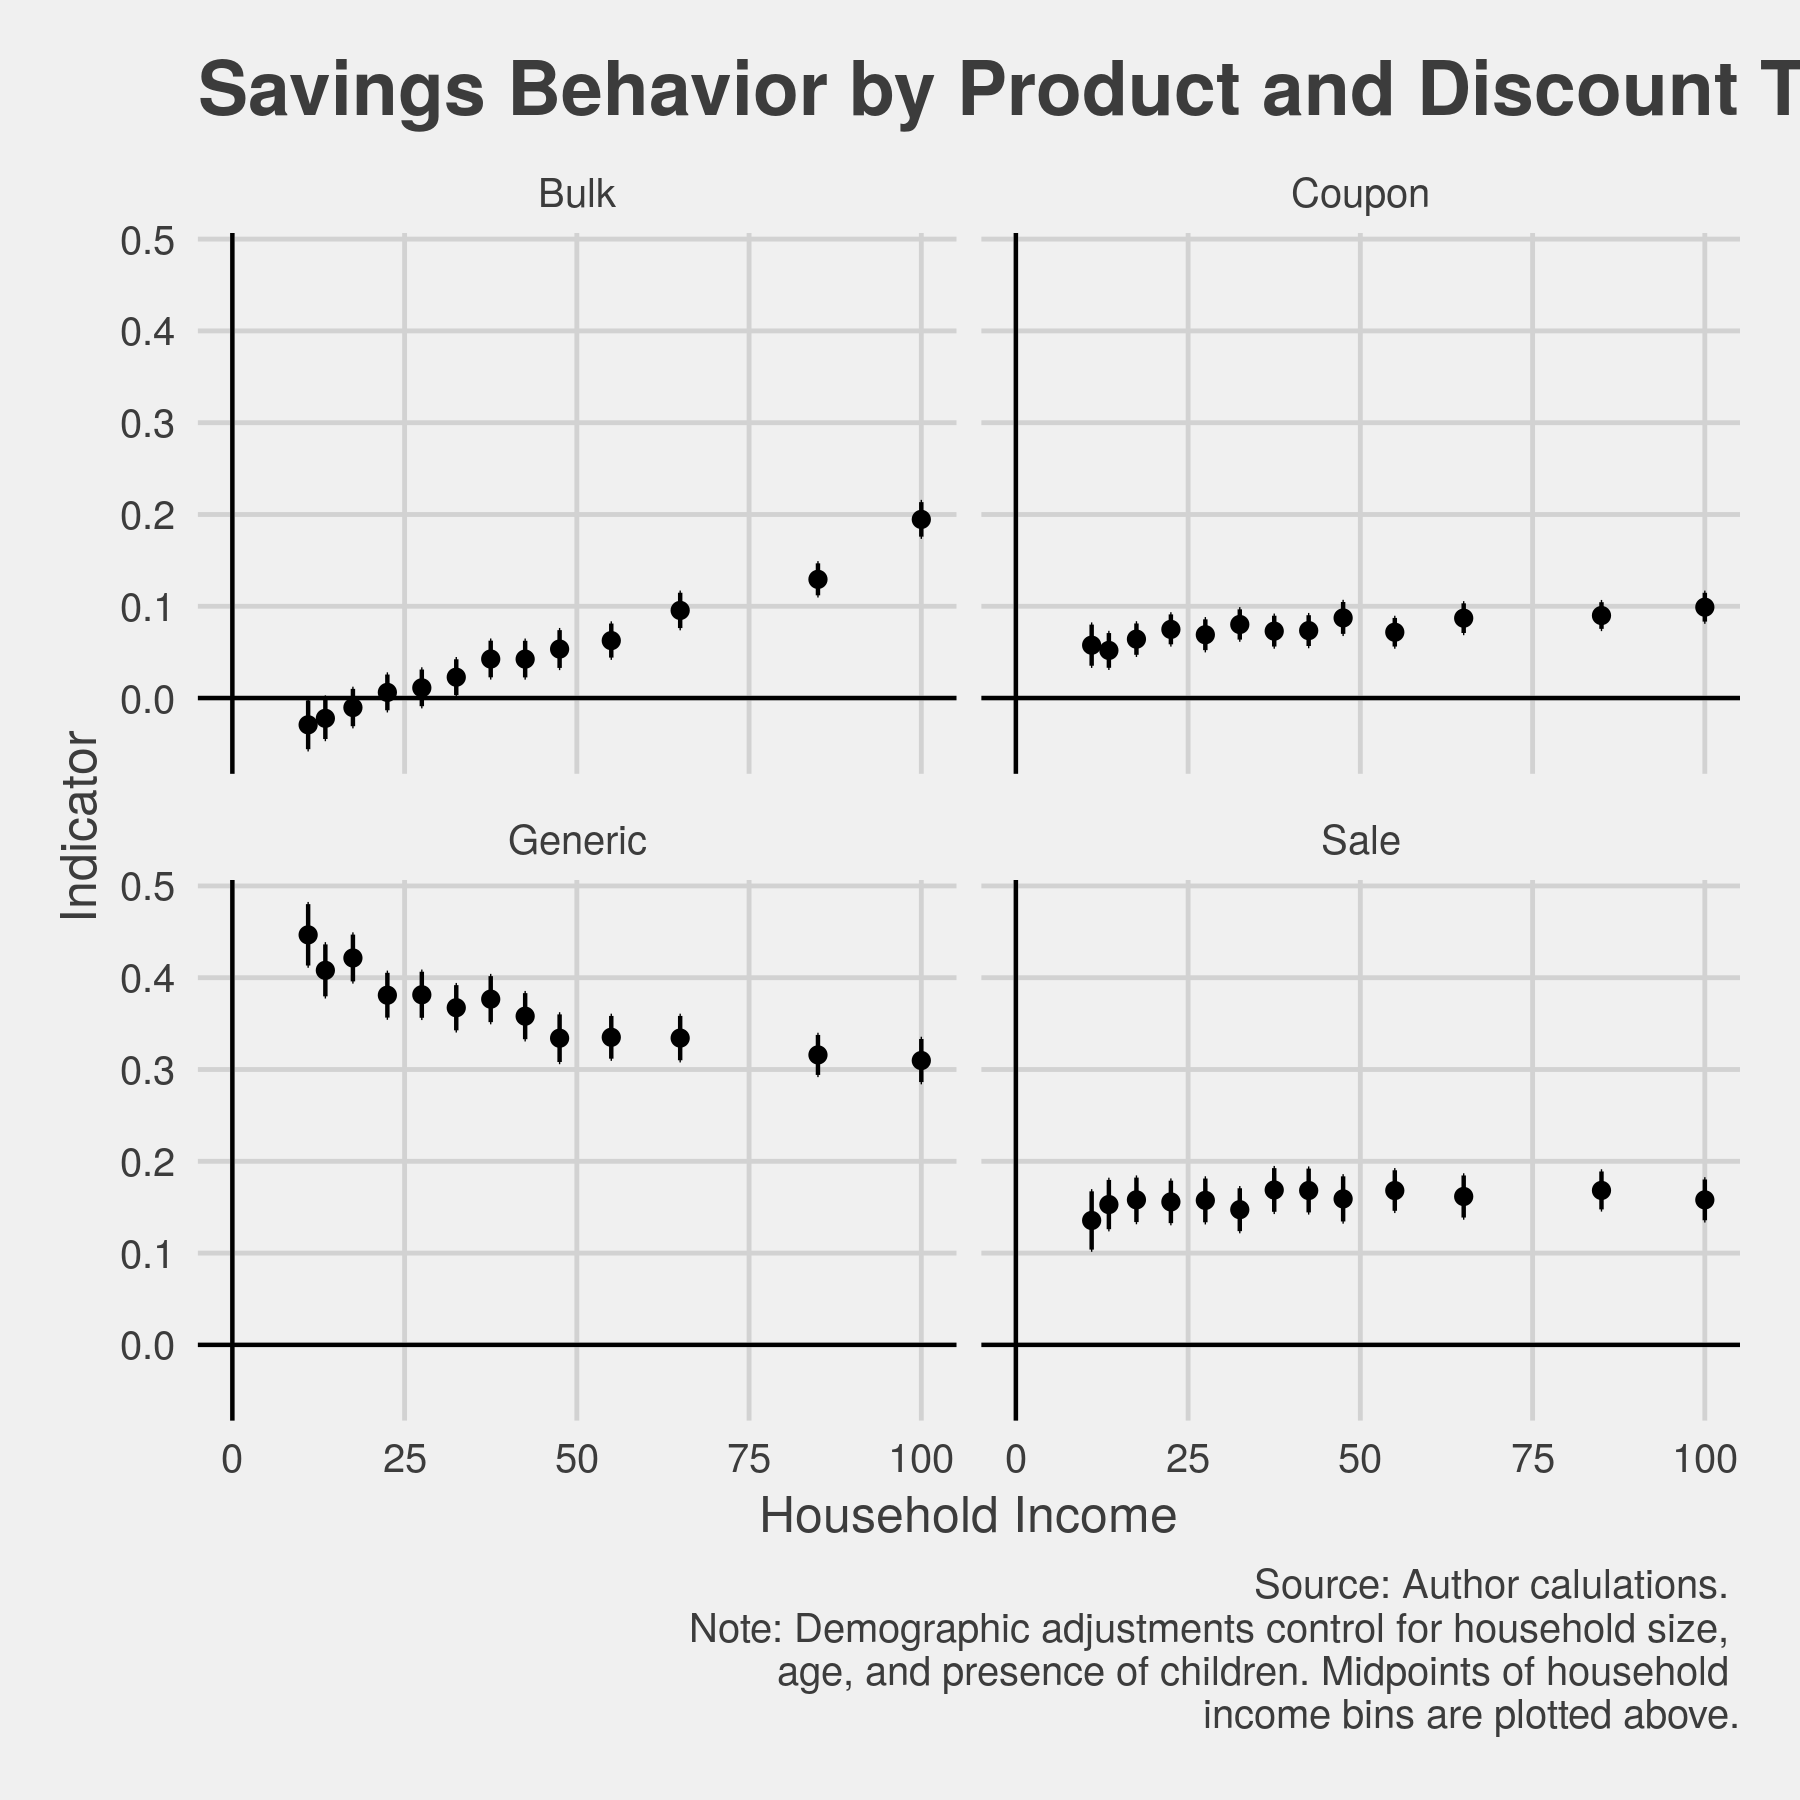 Savings Behavior by Product and Discount T
Bulk
Coupon
0.5
0.4
0.3
0.2
0.1
0.0
Indicator
Generic
Sale
0.5
0.4
0.3
0.2
0.1
0.0
0 25 50 75 100 0 25 50 75 100
Household Income
Source: Author calulations.
Note: Demographic adjustments control for household size,
age, and presence of children. Midpoints of household
income bins are plotted above.